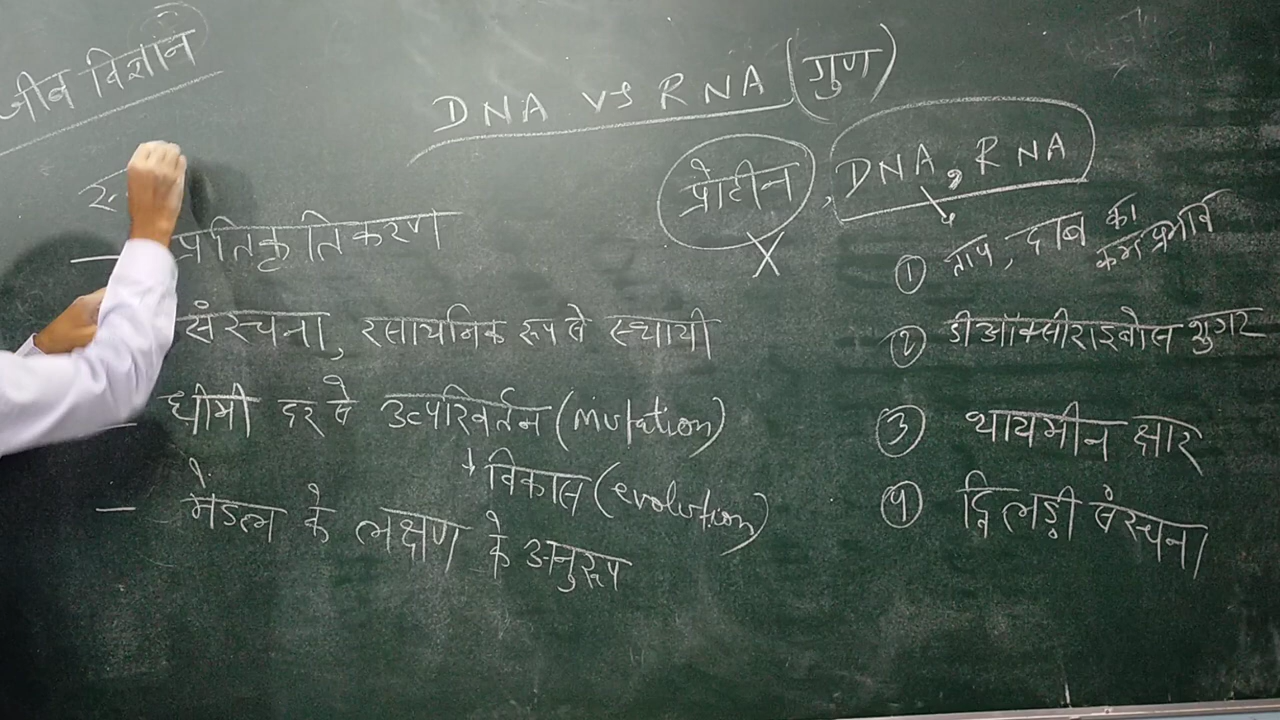 जीव विज्ञान
DNA vs RNA (गुण)
प्रोटीन, DNA, RNA
X
- प्रतिकृतिकरण
संरचना, रसायनिक रूप से स्थायी
- धीमी दर से उत्परिवर्तन (mutation)
↓ विकास (evolution)
- मेंडल के लक्षण के अनुरूप
① ताप, दाब का कम प्रभाव
② डीऑक्सीराइबोस शुगर
③ थायमीन क्षार
④ द्विलड़ी संरचना